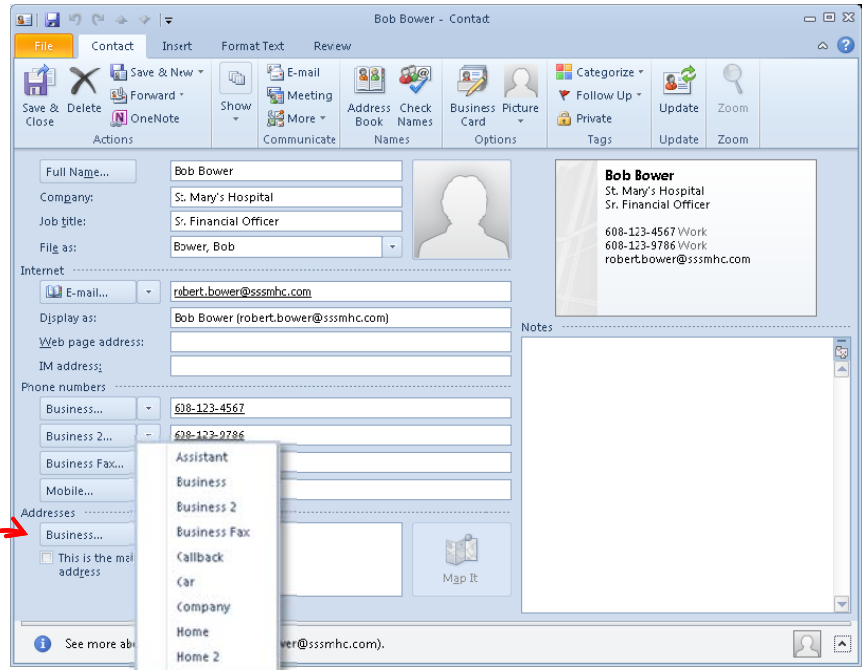 Bob Bower - Contact
File Contact Insert Format Text Review
Save & Close
Delete
Save & New
Forward
OneNote
Actions
Show
E-mail
Meeting
More
Communicate
Address Book
Check Names
Names
Business Card
Picture
Options
Categorize
Follow Up
Private
Tags
Update
Update
Zoom
Zoom
Full Name... Bob Bower
Company: St. Mary's Hospital
Job title: Sr. Financial Officer
File as: Bower, Bob
Internet
E-mail... robert.bower@sssmhc.com
Display as: Bob Bower (robert.bower@sssmhc.com)
Web page address:
IM address:
Phone numbers
Business... 608-123-4567
Business 2... 608-123-9786
Business Fax...
Mobile...
Addresses
Business...
This is the mai
address
Map It
Assistant
Business
Business 2
Business Fax
Callback
Car
Company
Home
Home 2
Bob Bower
St. Mary's Hospital
Sr. Financial Officer
608-123-4567 Work
608-123-9786 Work
robert.bower@sssmhc.com
Notes
See more abo wer@sssmhc.com).